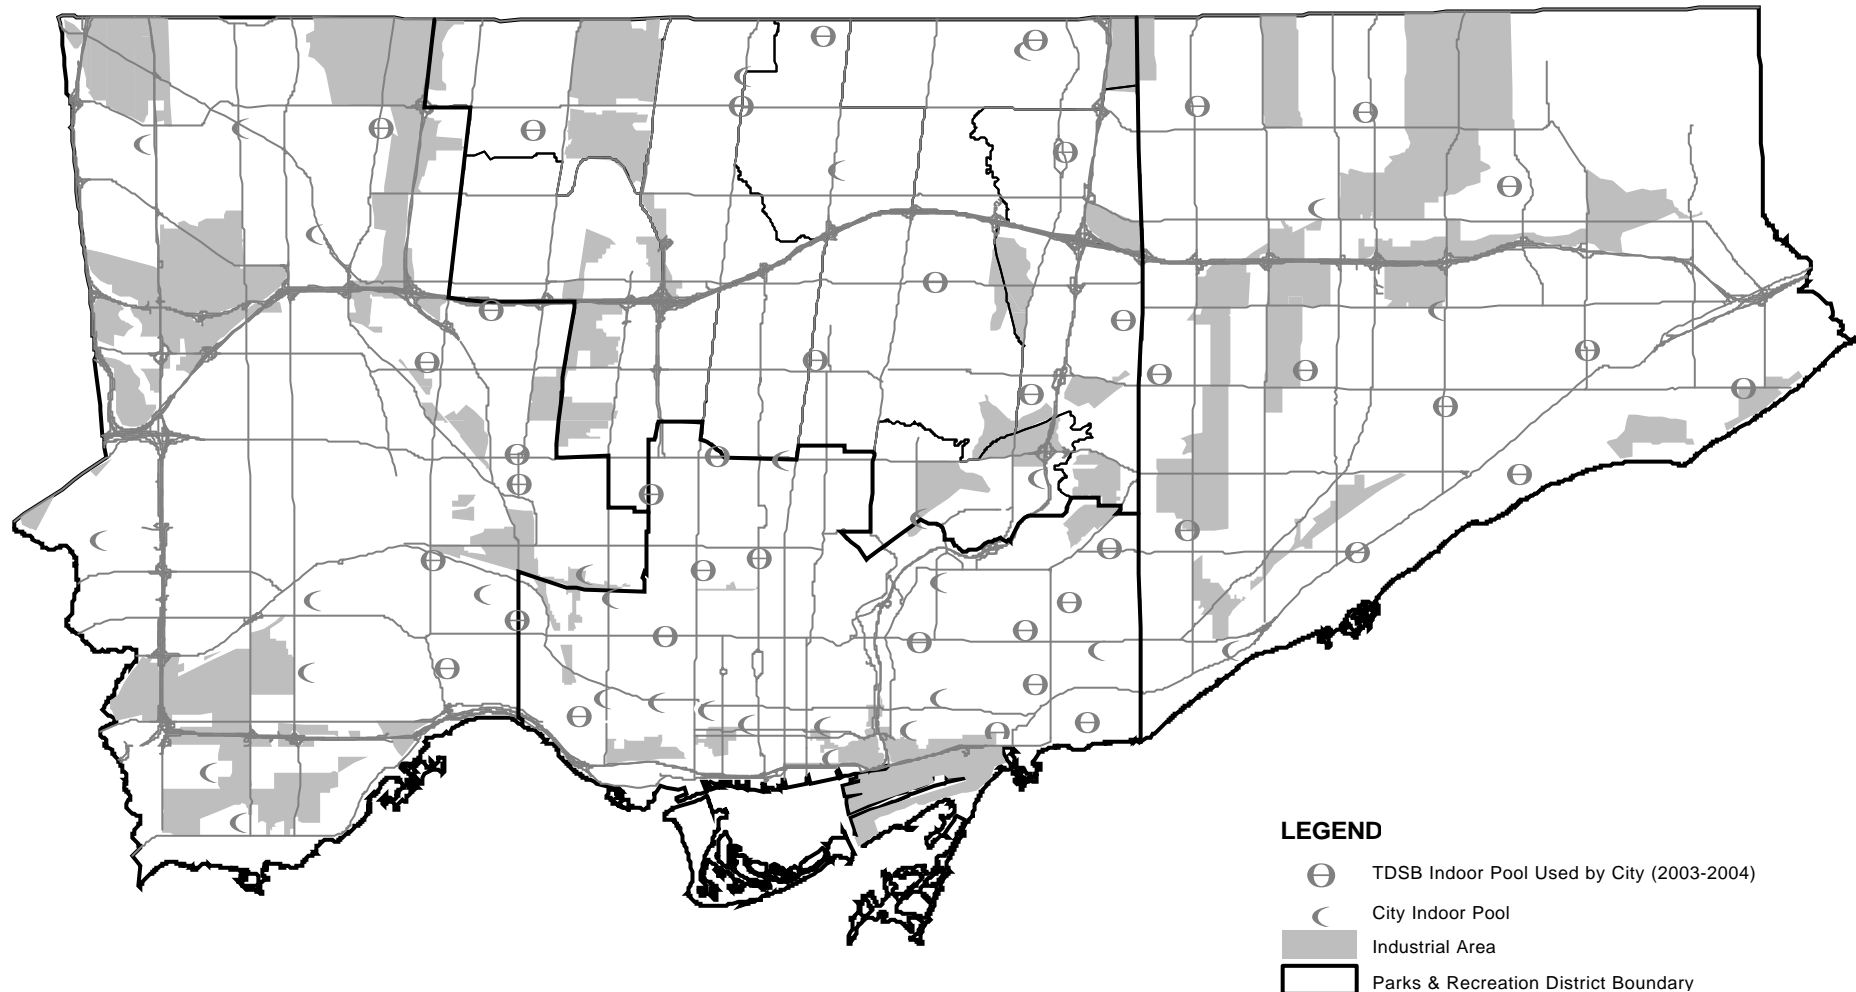 LEGEND
TDSB Indoor Pool Used by City (2003-2004)
City Indoor Pool
Industrial Area
Parks & Recreation District Boundary